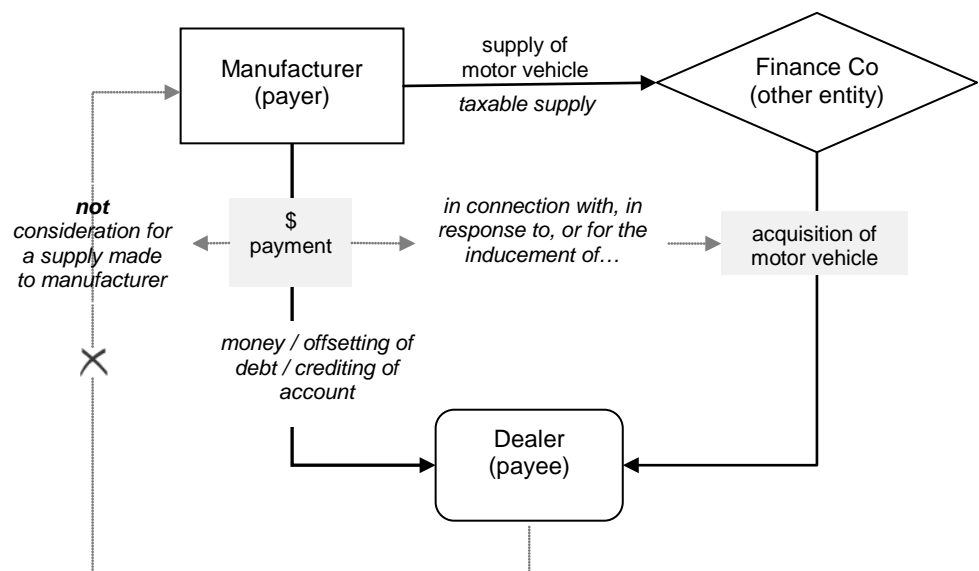 Manufacturer
(payer)
supply of
motor vehicle
taxable supply
Finance Co
(other entity)
not
consideration for
a supply made
to manufacturer
$
payment
in connection with, in
response to, or for the
inducement of…
acquisition of
motor vehicle
money / offsetting of
debt / crediting of
account
Dealer
(payee)